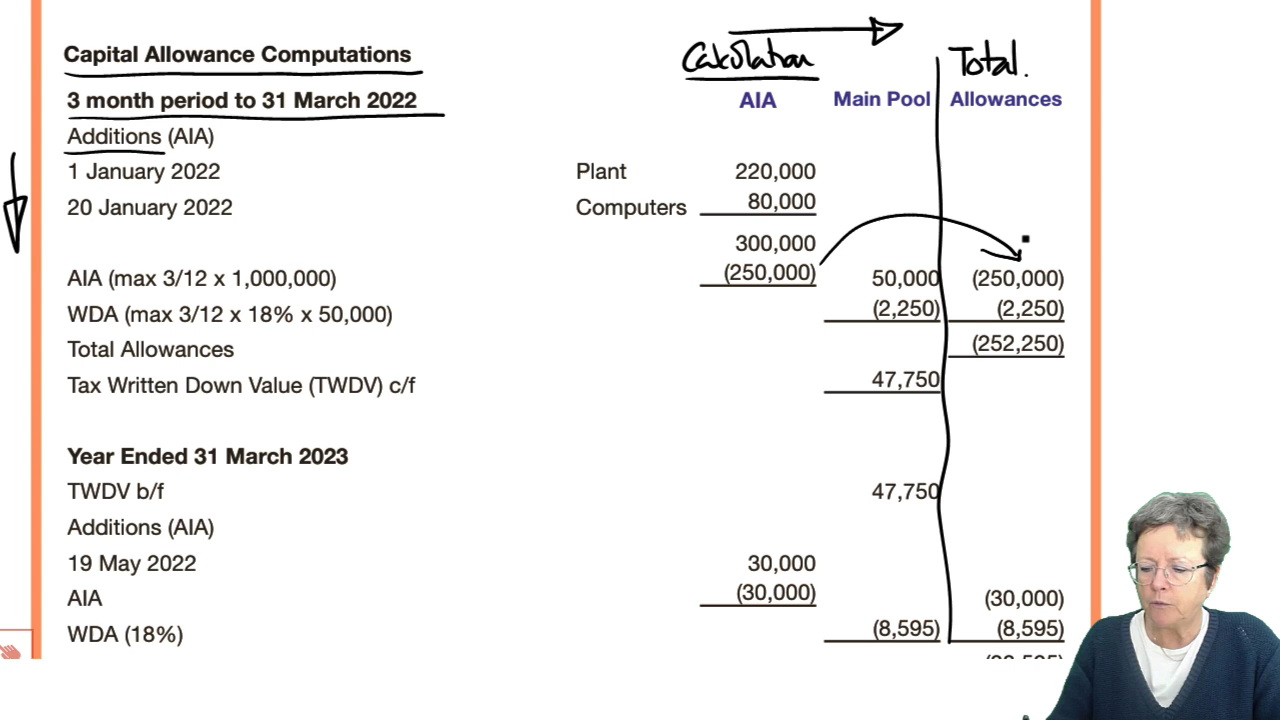 Calculation Total.
Capital Allowance Computations
3 month period to 31 March 2022 AIA Main Pool Allowances
Additions (AIA)
1 January 2022 Plant 220,000
20 January 2022 Computers 80,000
300,000
AIA (max 3/12 x 1,000,000) (250,000) 50,000 (250,000)
WDA (max 3/12 x 18% x 50,000) (2,250) (2,250)
Total Allowances (252,250)
Tax Written Down Value (TWDV) c/f 47,750
Year Ended 31 March 2023
TWDV b/f 47,750
Additions (AIA)
19 May 2022 30,000
AIA (30,000) (30,000)
WDA (18%) (8,595) (8,595)